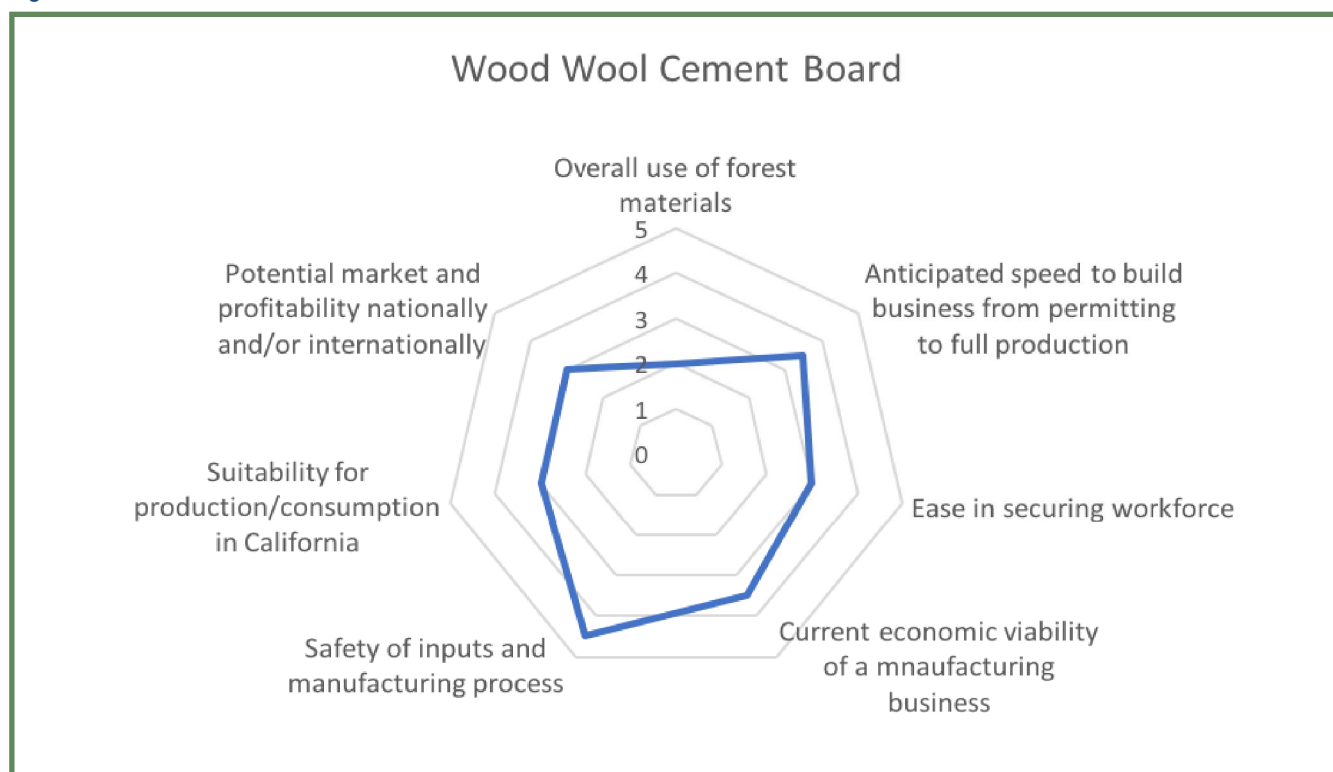 Wood Wool Cement Board
Overall use of forest
materials
5
4
3
2
1
0
Anticipated speed to build
business from permitting
to full production
Ease in securing workforce
Current economic viability
of a mnaufacturing
business
Safety of inputs and
manufacturing process
Suitability for
production/consumption
in California
Potential market and
profitability nationally
and/or internationally